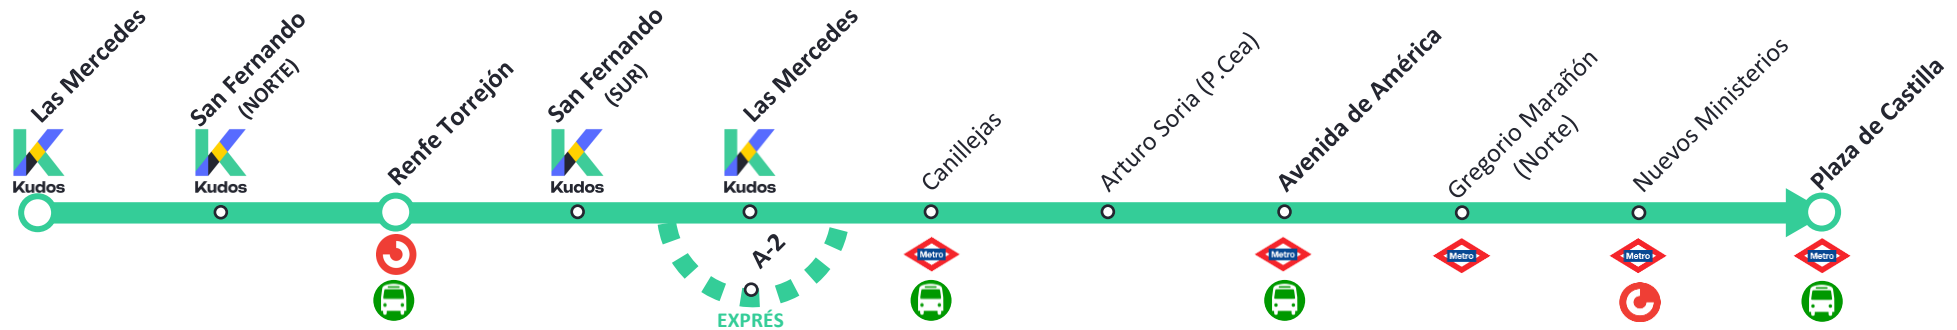 Las Mercedes
San Fernando
(NORTE)
Renfe Torrejón
San Fernando
(SUR)
Las Mercedes
Canillejas
Arturo Soria (P.Cea)
Avenida de América
Gregorio Marañón
(Norte)
Nuevos Ministerios
Plaza de Castilla
Kudos
Kudos
Kudos
Kudos
A-2
EXPRÉS
Metro
Metro
Metro
Metro
Metro